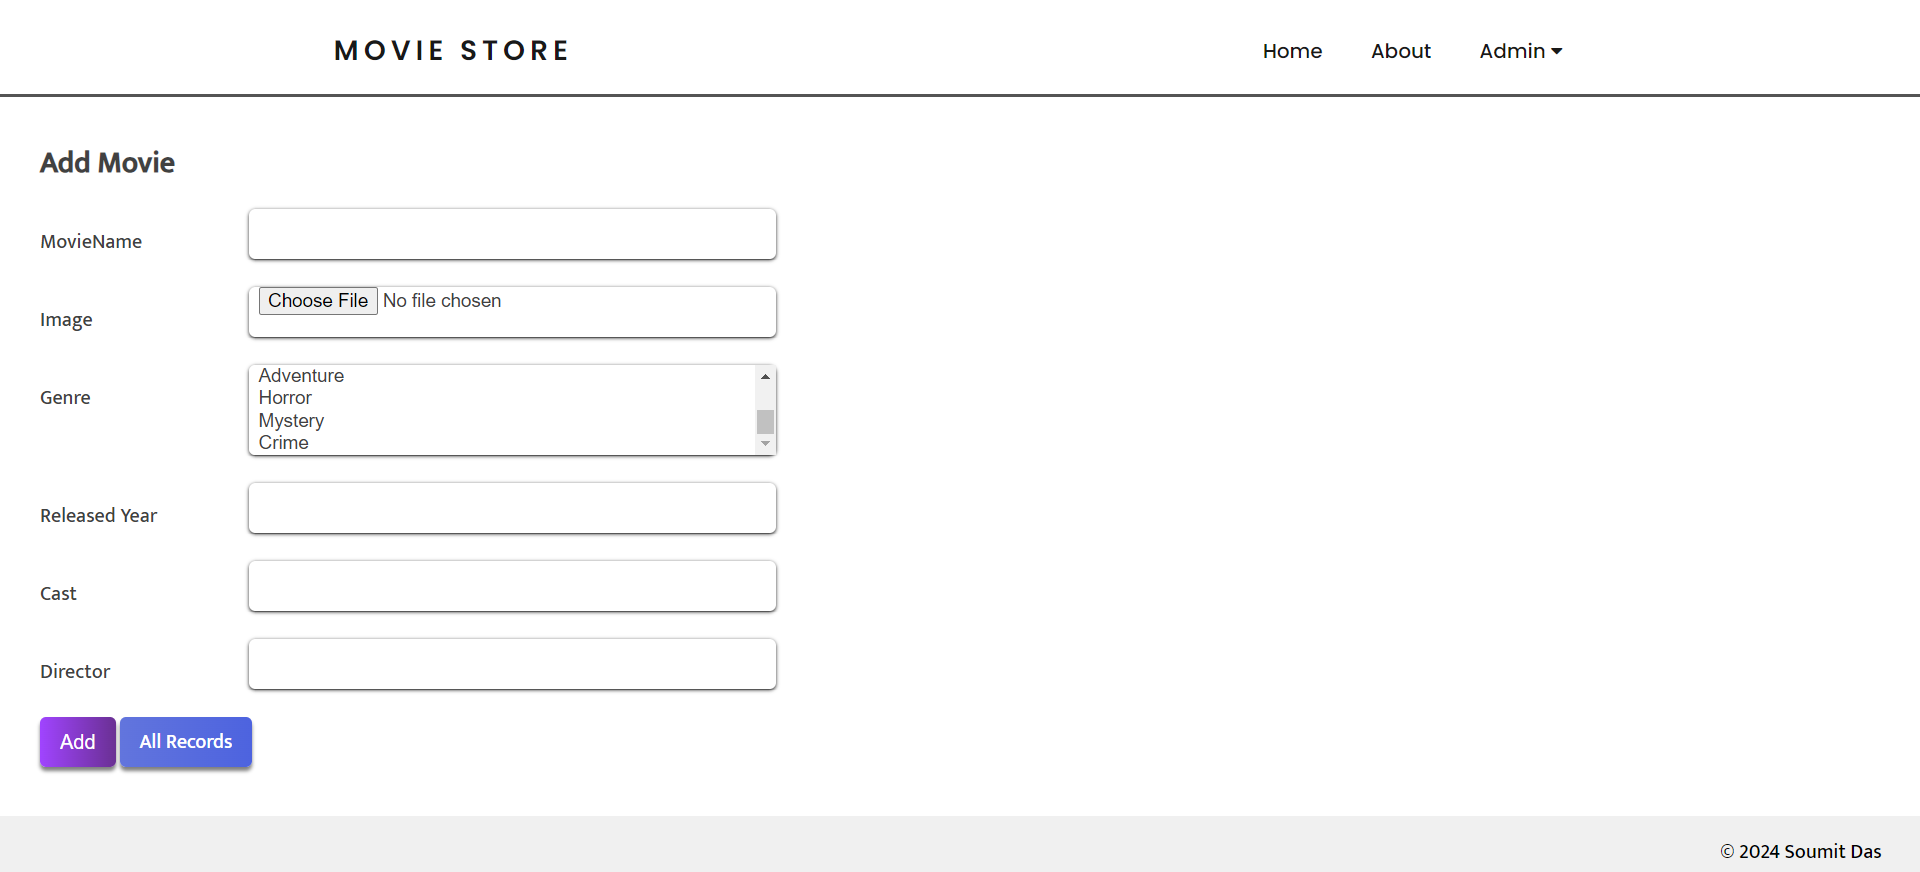 MOVIE STORE
Home
About
Admin
Add Movie
MovieName
Image
Choose File No file chosen
Genre
Adventure
Horror
Mystery
Crime
Released Year
Cast
Director
Add
All Records
© 2024 Soumit Das